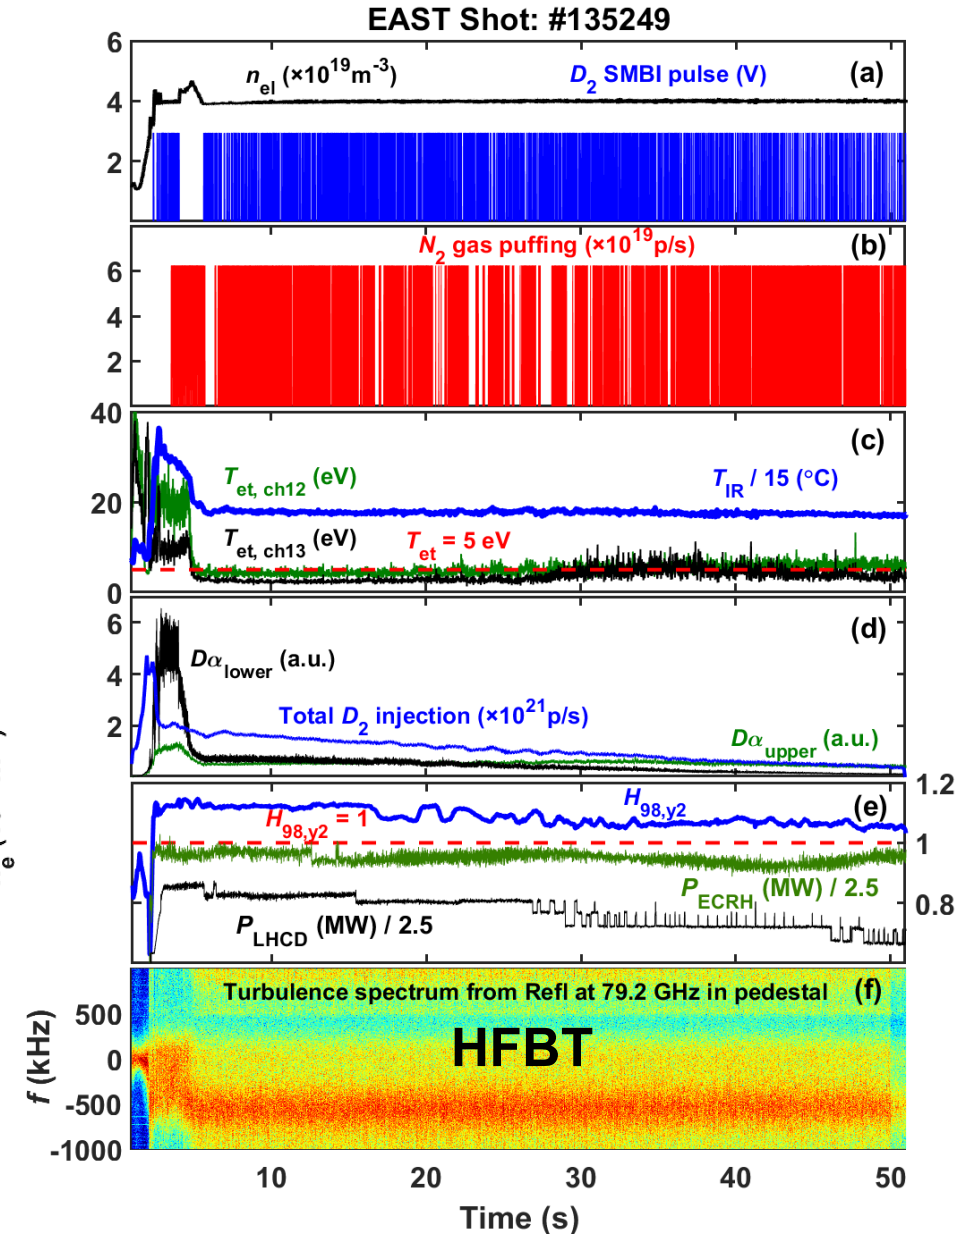 EAST Shot: #135249
6
4
2
n_el (×10^19 m^-3)
D_2 SMBI pulse (V)
(a)
6
4
2
N_2 gas puffing (×10^19 p/s)
(b)
40
20
0
T_et, ch12 (eV)
T_IR / 15 (°C)
T_et, ch13 (eV)
T_et = 5 eV
(c)
6
4
2
Dα_lower (a.u.)
Total D_2 injection (×10^21 p/s)
Dα_upper (a.u.)
(d)
1.2
1
0.8
H_98,y2 = 1
H_98,y2
P_ECRH (MW) / 2.5
P_LHCD (MW) / 2.5
(e)
Turbulence spectrum from Refl at 79.2 GHz in pedestal
(f)
HFBT
500
0
-500
-1000
f (kHz)
10 20 30 40 50
Time (s)